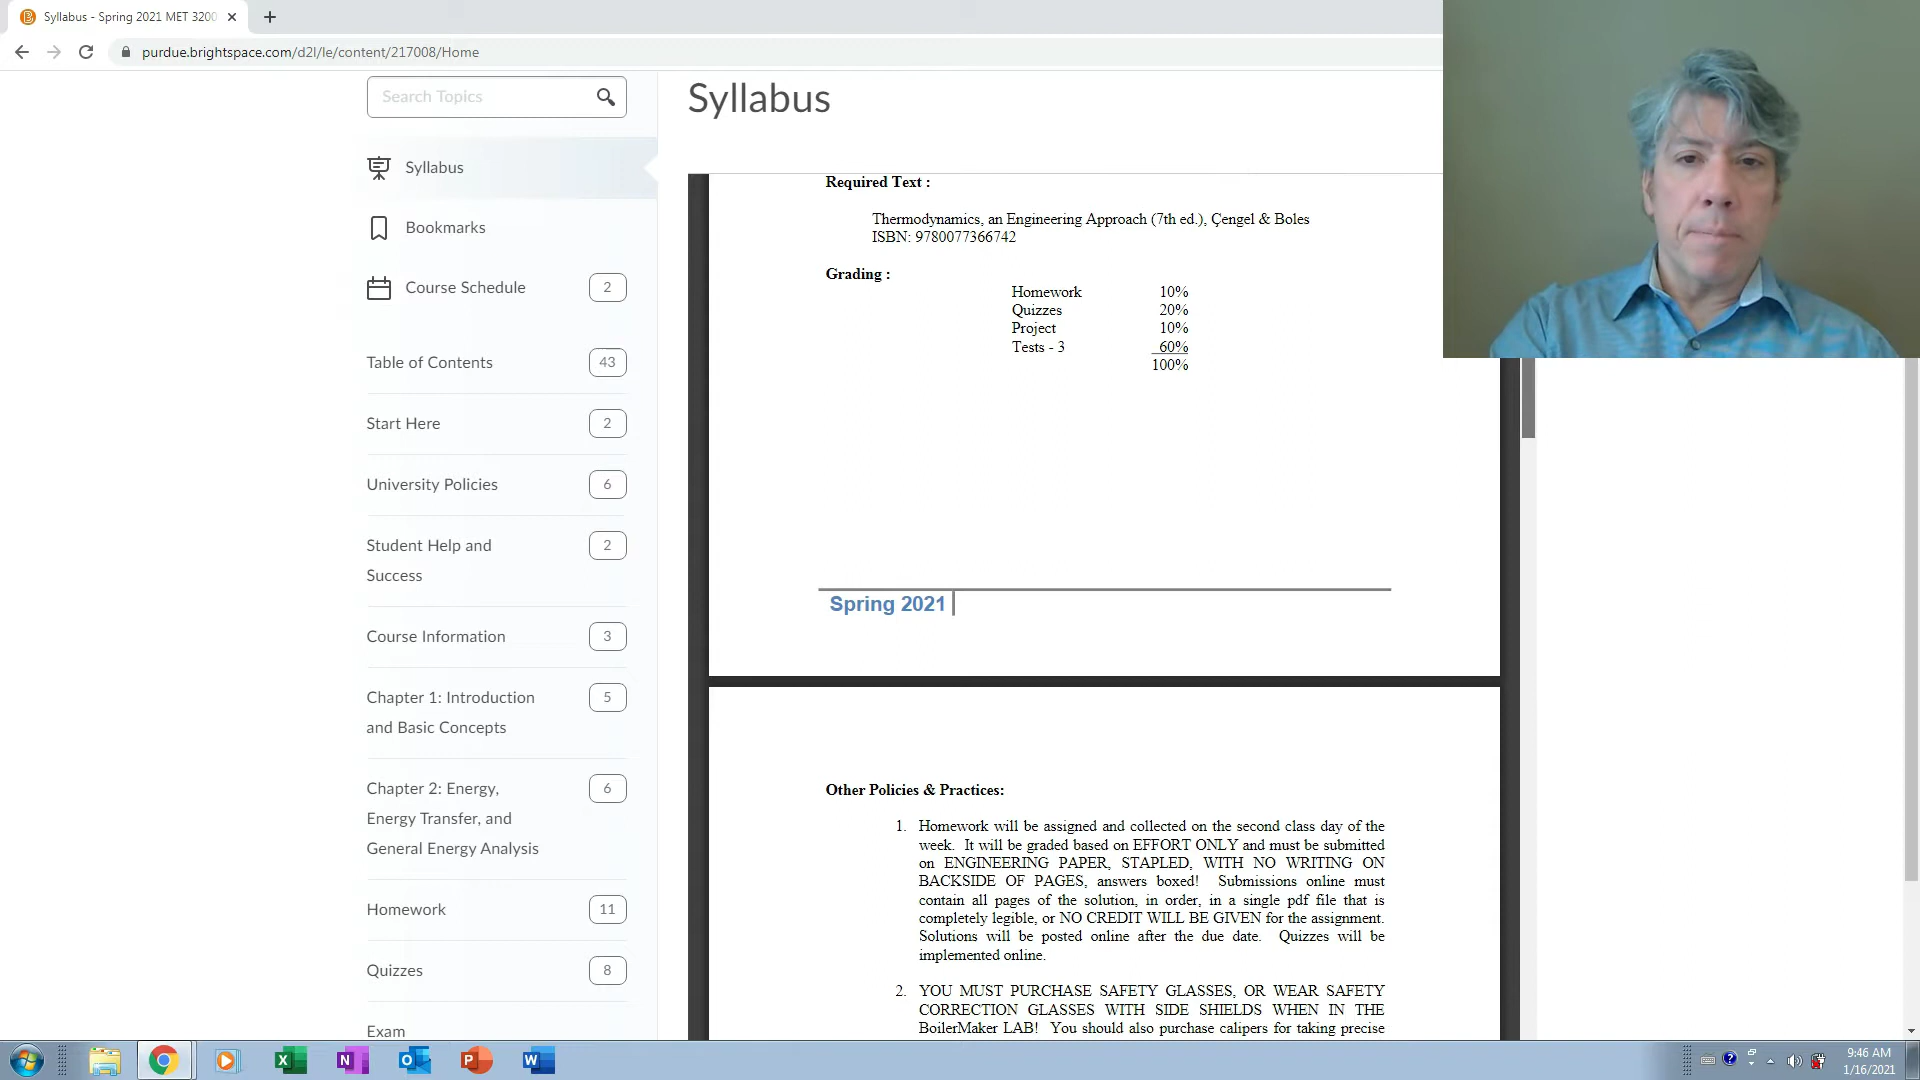 Syllabus - Spring 2021 MET 3200
purdue.brightspace.com/d2l/le/content/217008/Home
Search Topics
Syllabus
Bookmarks
Course Schedule 2
Table of Contents 43
Start Here 2
University Policies 6
Student Help and 2
Success
Course Information 3
Chapter 1: Introduction 5
and Basic Concepts
Chapter 2: Energy, 6
Energy Transfer, and
General Energy Analysis
Homework 11
Quizzes 8
Exam
Syllabus
Required Text :
Thermodynamics, an Engineering Approach (7th ed.), Çengel & Boles
ISBN: 9780077366742
Grading :
Homework 10%
Quizzes 20%
Project 10%
Tests - 3 60%
100%
Spring 2021
Other Policies & Practices:
1. Homework will be assigned and collected on the second class day of the
week. It will be graded based on EFFORT ONLY and must be submitted
on ENGINEERING PAPER, STAPLED, WITH NO WRITING ON
BACKSIDE OF PAGES, answers boxed! Submissions online must
contain all pages of the solution, in order, in a single pdf file that is
completely legible, or NO CREDIT WILL BE GIVEN for the assignment.
Solutions will be posted online after the due date. Quizzes will be
implemented online.
2. YOU MUST PURCHASE SAFETY GLASSES, OR WEAR SAFETY
CORRECTION GLASSES WITH SIDE SHIELDS WHEN IN THE
BoilerMaker LAB! You should also purchase calipers for taking precise
9:46 AM
1/16/2021